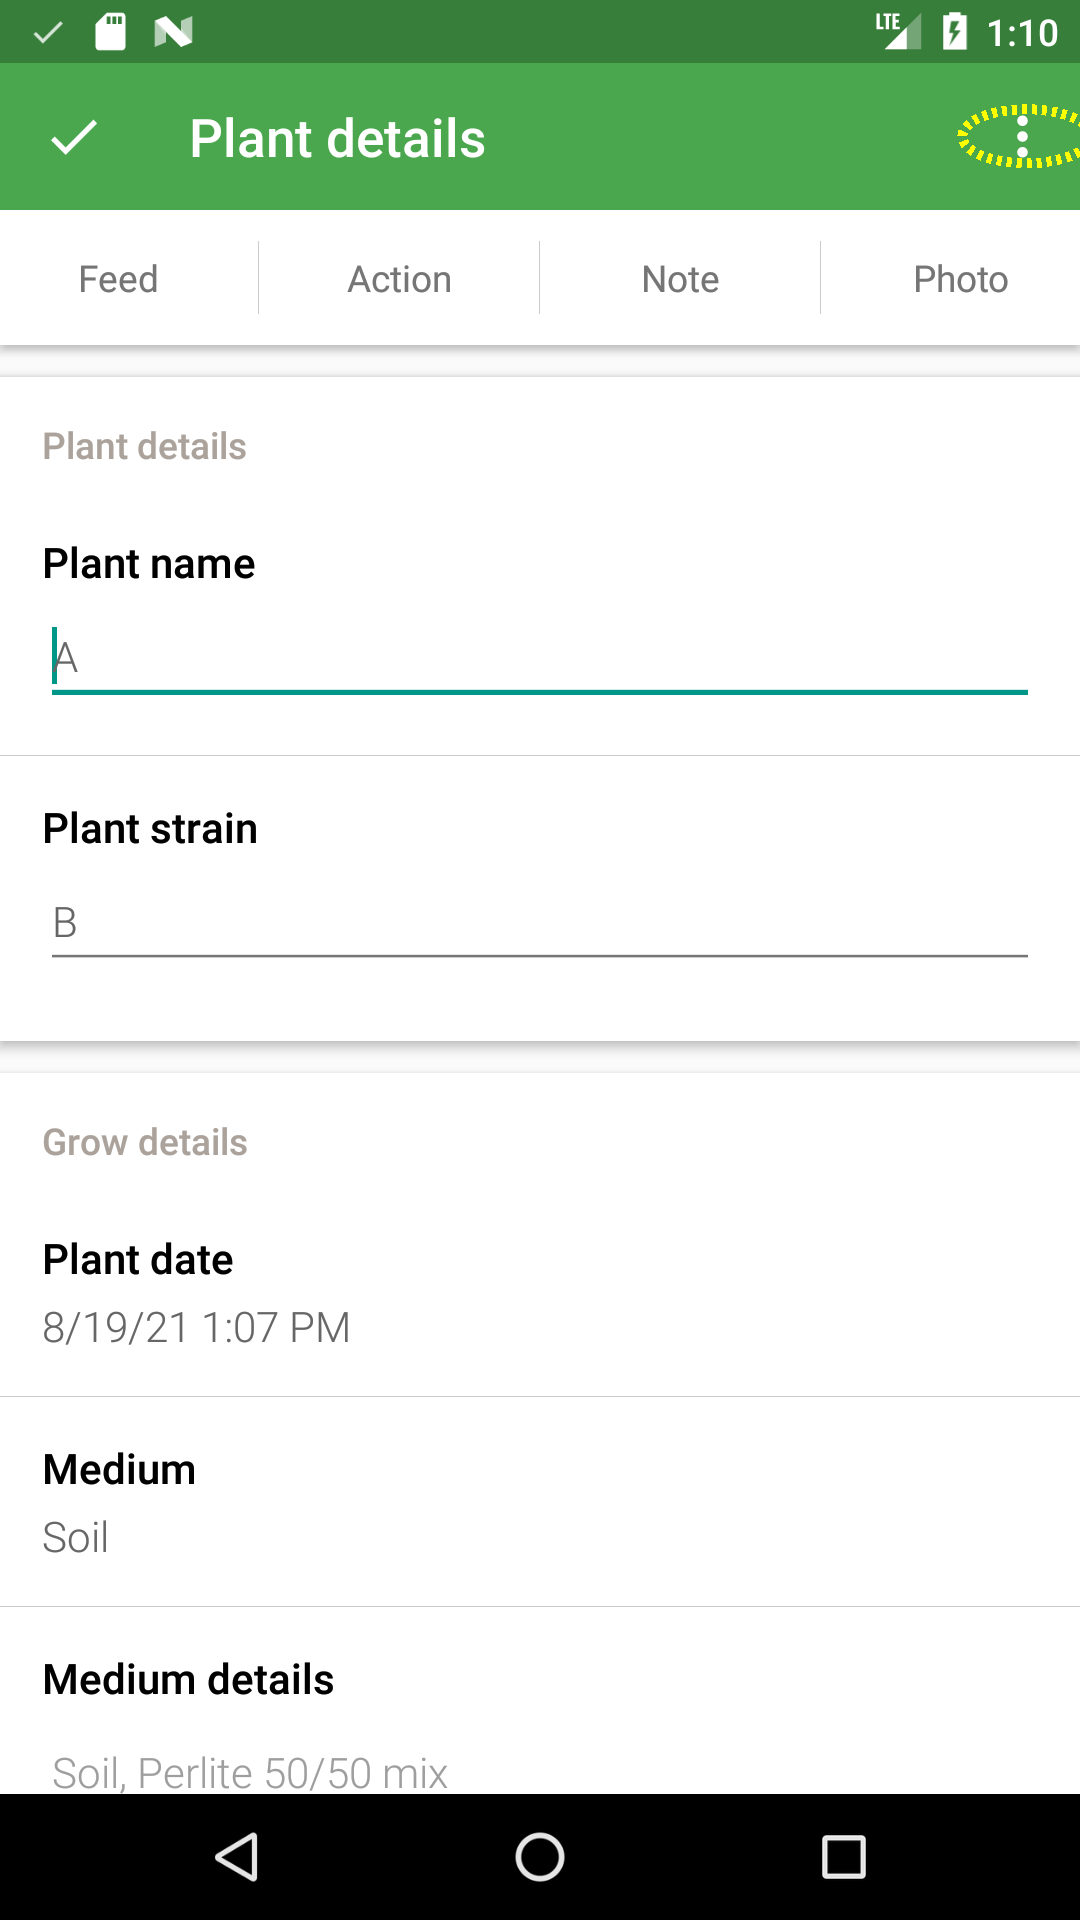 LTE 1:10
Plant details
Feed Action Note Photo
Plant details
Plant name
A
Plant strain
B
Grow details
Plant date
8/19/21 1:07 PM
Medium
Soil
Medium details
Soil, Perlite 50/50 mix